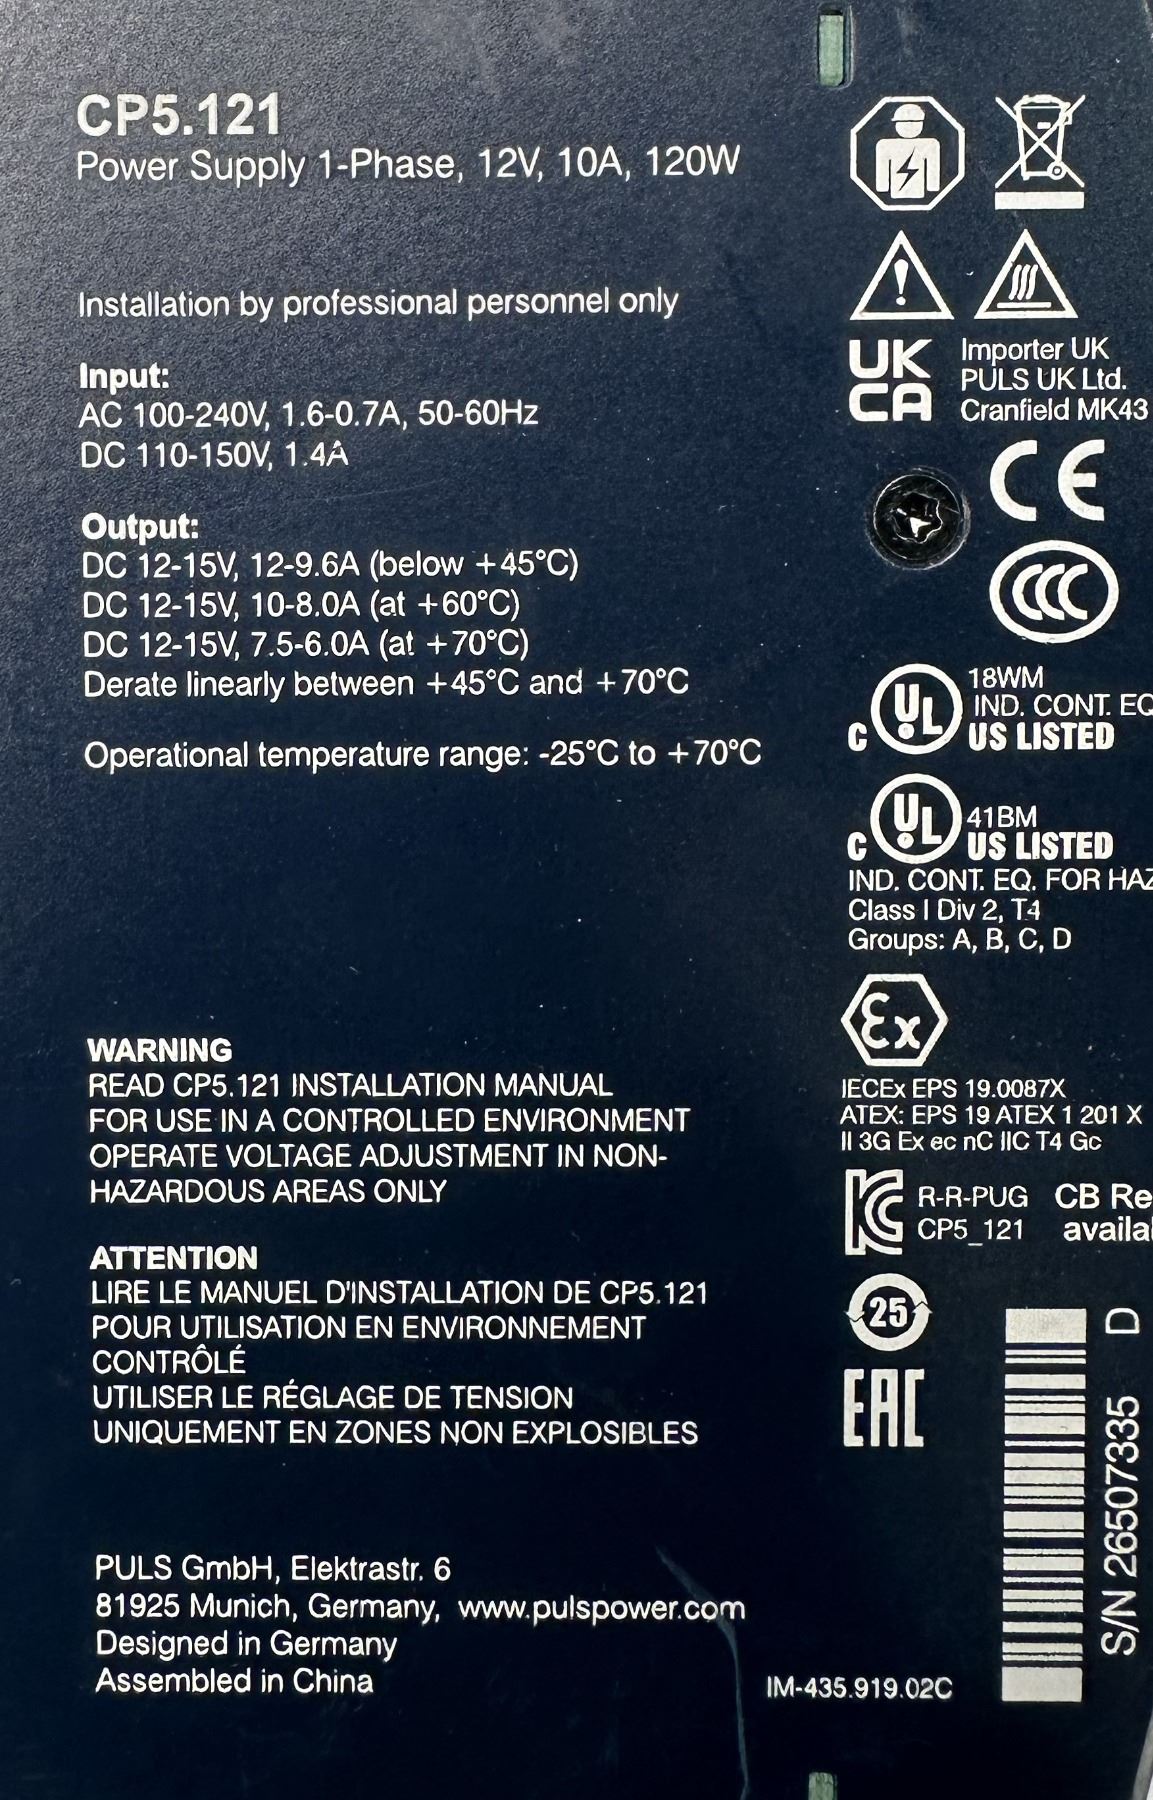 CP5.121
Power Supply 1-Phase, 12V, 10A, 120W
Installation by professional personnel only
Input:
AC 100-240V, 1.6-0.7A, 50-60Hz
DC 110-150V, 1.4A
Output:
DC 12-15V, 12-9.6A (below +45°C)
DC 12-15V, 10-8.0A (at +60°C)
DC 12-15V, 7.5-6.0A (at +70°C)
Derate linearly between +45°C and +70°C
Operational temperature range: -25°C to +70°C
WARNING
READ CP5.121 INSTALLATION MANUAL
FOR USE IN A CONTROLLED ENVIRONMENT
OPERATE VOLTAGE ADJUSTMENT IN NON-
HAZARDOUS AREAS ONLY
ATTENTION
LIRE LE MANUEL D'INSTALLATION DE CP5.121
POUR UTILISATION EN ENVIRONNEMENT
CONTRÔLÉ
UTILISER LE RÉGLAGE DE TENSION
UNIQUEMENT EN ZONES NON EXPLOSIBLES
PULS GmbH, Elektrastr. 6
81925 Munich, Germany, www.pulspower.com
Designed in Germany
Assembled in China
IM-435.919.02C
UK
CA
Importer UK
PULS UK Ltd.
Cranfield MK43
CE
CCC
C UL
18WM
IND. CONT. EQ
US LISTED
C UL
41BM
US LISTED
IND. CONT. EQ. FOR HAZ
Class I Div 2, T4
Groups: A, B, C, D
Ex
IECEx EPS 19.0087X
ATEX: EPS 19 ATEX 1 201 X
II 3G Ex ec nC IIC T4 Gc
KC
R-R-PUG
CP5_121
CB Re
availa
25
EAC
S/N 26507335 D